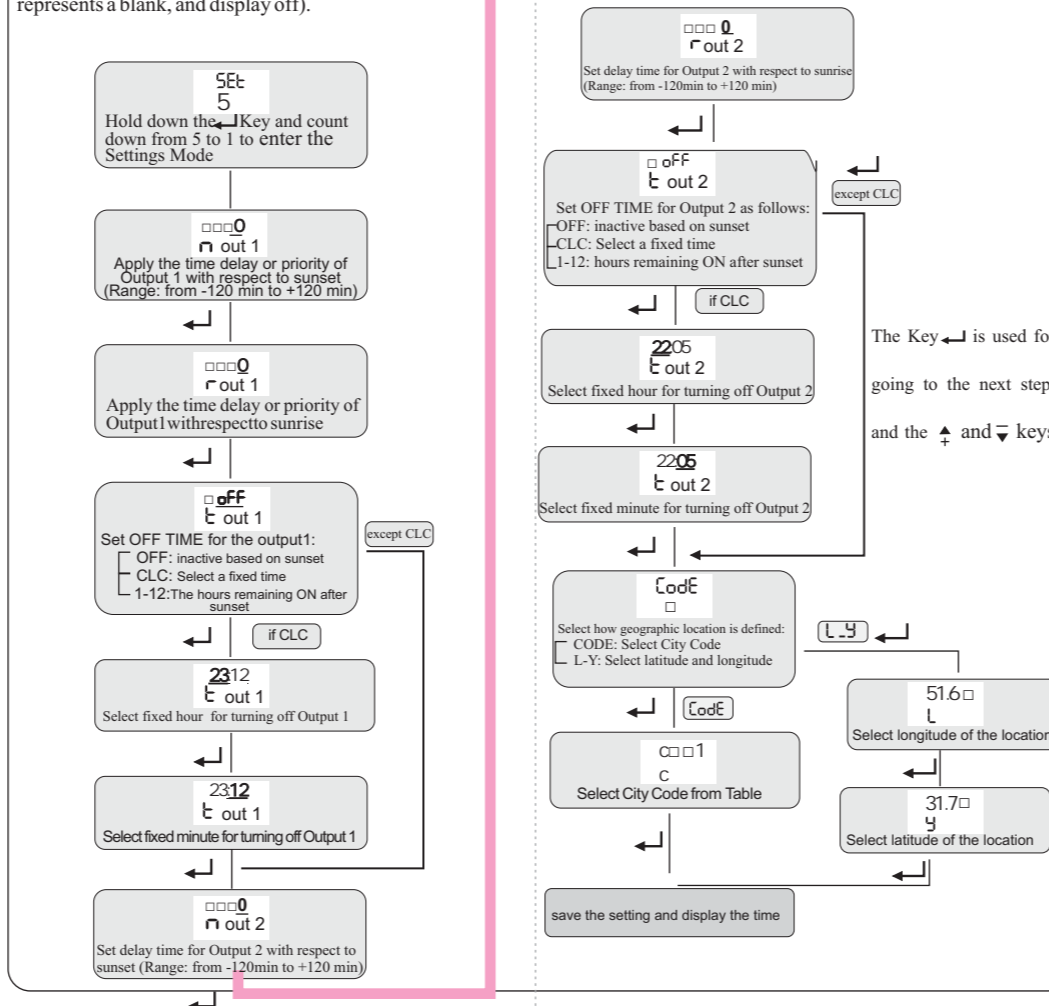 represents a blank, and display off).
SEt
5
Hold down the ↵ Key and count
down from 5 to 1 to enter the
Settings Mode
□□□0
n out 1
Apply the time delay or priority of
Output 1 with respect to sunset
(Range: from -120 min to +120 min)
□□□0
r out 1
Apply the time delay or priority of
Output1withrespectto sunrise
□ oFF
t out 1
Set OFF TIME for the output1:
OFF: inactive based on sunset
CLC: Select a fixed time
1-12:The hours remaining ON after
sunset
except CLC
if CLC
2312
t out 1
Select fixed hour for turning off Output 1
23:12
t out 1
Select fixed minute for turning off Output 1
□□□0
n out 2
Set delay time for Output 2 with respect to
sunset (Range: from -120min to +120 min)
□□□ 0
r out 2
Set delay time for Output 2 with respect to sunrise
(Range: from -120min to +120 min)
□ oFF
t out 2
Set OFF TIME for Output 2 as follows:
OFF: inactive based on sunset
CLC: Select a fixed time
1-12: hours remaining ON after sunset
except CLC
if CLC
2205
t out 2
Select fixed hour for turning off Output 2
22:05
t out 2
Select fixed minute for turning off Output 2
The Key ↵ is used fo
going to the next step
and the ▲+ and −▼ keys
CodE
□
Select how geographic location is defined:
CODE: Select City Code
L-Y: Select latitude and longitude
L-Y
CodE
C□□1
C
Select City Code from Table
51.6□
L
Select longitude of the location
31.7□
y
Select latitude of the location
save the setting and display the time